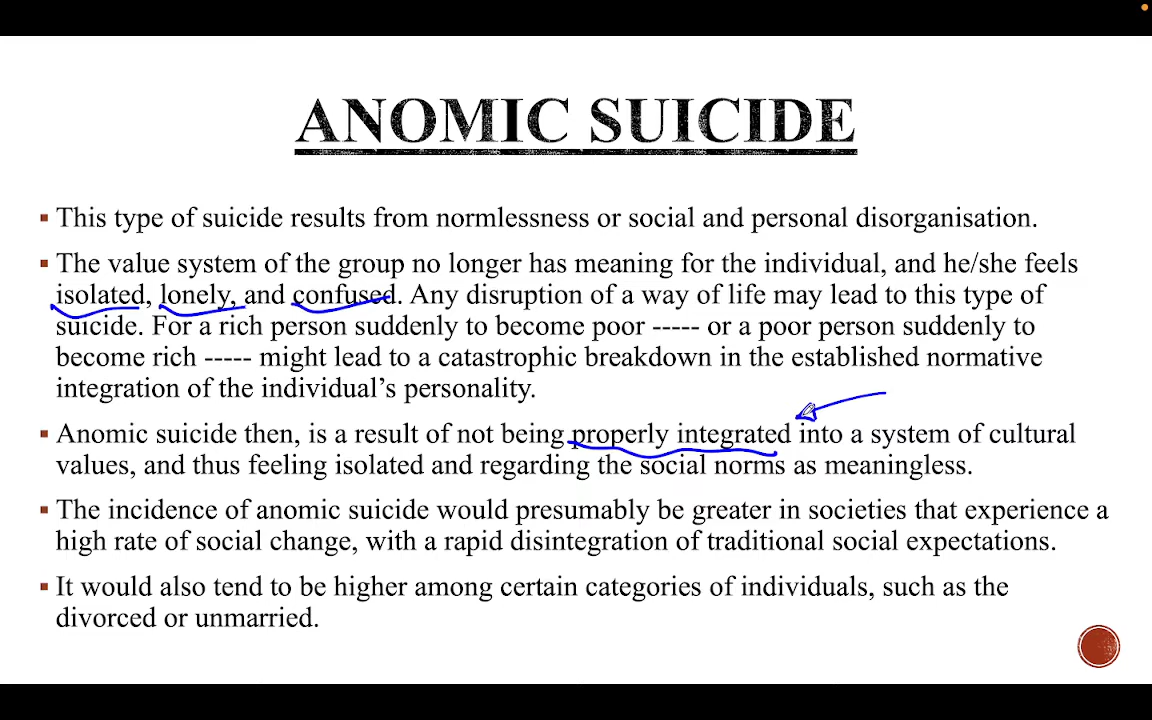 ANOMIC SUICIDE
▪ This type of suicide results from normlessness or social and personal disorganisation.
▪ The value system of the group no longer has meaning for the individual, and he/she feels
isolated, lonely, and confused. Any disruption of a way of life may lead to this type of
suicide. For a rich person suddenly to become poor ----- or a poor person suddenly to
become rich ----- might lead to a catastrophic breakdown in the established normative
integration of the individual’s personality.
▪ Anomic suicide then, is a result of not being properly integrated into a system of cultural
values, and thus feeling isolated and regarding the social norms as meaningless.
▪ The incidence of anomic suicide would presumably be greater in societies that experience a
high rate of social change, with a rapid disintegration of traditional social expectations.
▪ It would also tend to be higher among certain categories of individuals, such as the
divorced or unmarried.